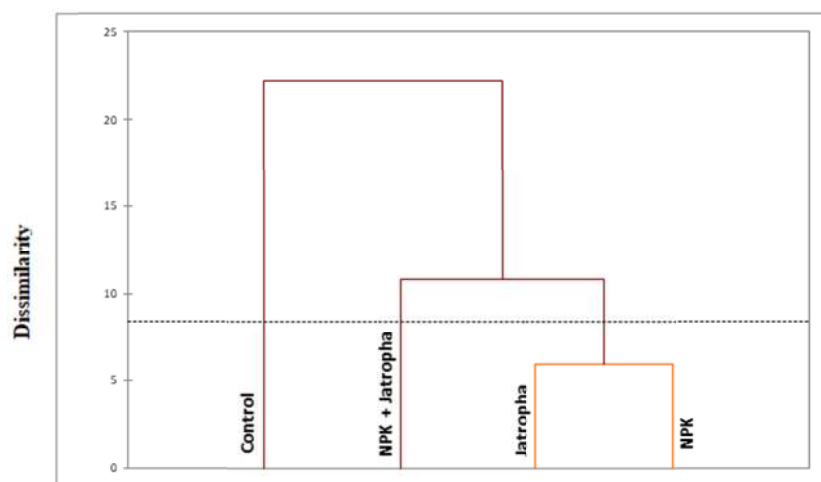 25
20
15
10
5
0
Dissimilarity
Control
NPK + Jatropha
Jatropha
NPK